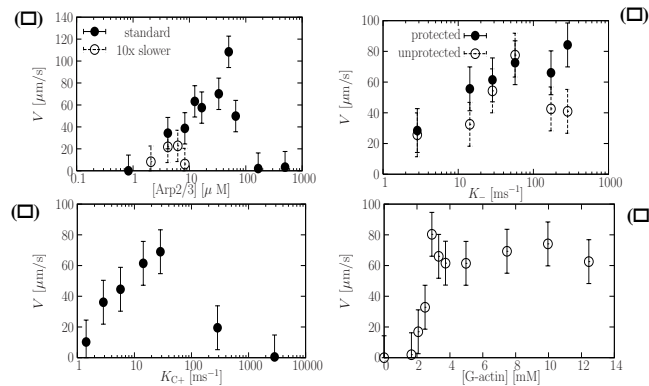 (□)
140
120
100
80
60
40
20
0
V [μm/s]
standard
10x slower
0.1 1 10 100 1000
[Arp2/3] [μ M]
(□)
100
80
60
40
20
0
V [μm/s]
protected
unprotected
1 10 100 1000
K₋ [ms⁻¹]
(□)
100
80
60
40
20
0
V [μm/s]
1 10 100 1000 10000
K_C+ [ms⁻¹]
(□
100
80
60
40
20
0
V [μm/s]
0 2 4 6 8 10 12 14
[G-actin] [mM]